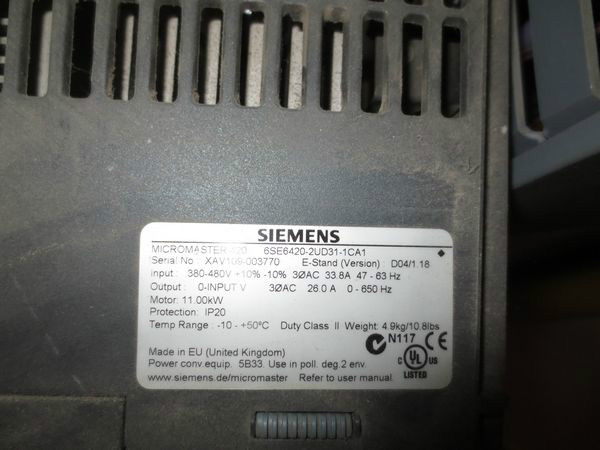 SIEMENS
MICROMASTER 420 6SE6420-2UD31-1CA1
Serial No : XAV109-003770 E-Stand (Version) : D04/1.18
Input : 380-480V +10% -10% 3ØAC 33.8A 47 - 63 Hz
Output : 0-INPUT V 3ØAC 26.0 A 0 - 650 Hz
Motor: 11.00kW
Protection: IP20
Temp Range : -10 - +50ºC Duty Class II Weight: 4.9kg/10.8lbs
N117
Made in EU (United Kingdom)
C UL US
Power conv.equip. 5B33. Use in poll. deg.2 env.
LISTED
www.siemens.de/micromaster Refer to user manual.